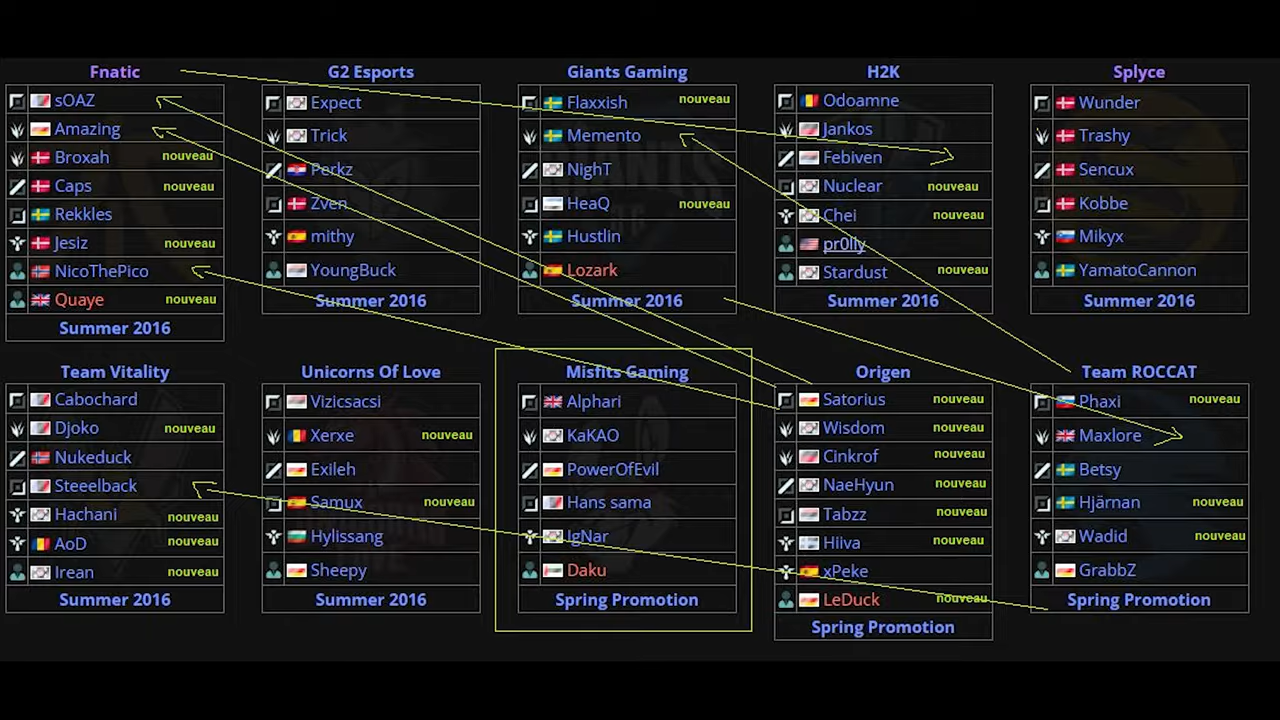 Fnatic
sOAZ
Amazing
Broxah nouveau
Caps nouveau
Rekkles
Jesiz nouveau
NicoThePico
Quaye nouveau
Summer 2016
G2 Esports
Expect
Trick
Perkz
Zven
mithy
YoungBuck
Summer 2016
Giants Gaming
Flaxxish nouveau
Memento
NighT
HeaQ nouveau
Hustlin
Lozark
Summer 2016
H2K
Odoamne
Jankos
Febiven
Nuclear nouveau
Chei nouveau
pr0lly
Stardust nouveau
Summer 2016
Splyce
Wunder
Trashy
Sencux
Kobbe
Mikyx
YamatoCannon
Summer 2016
Team Vitality
Cabochard
Djoko nouveau
Nukeduck
Steeelback
Hachani nouveau
AoD nouveau
Irean nouveau
Summer 2016
Unicorns Of Love
Vizicsacsi
Xerxe nouveau
Exileh
Samux nouveau
Hylissang
Sheepy
Summer 2016
Misfits Gaming
Alphari
KaKAO
PowerOfEvil
Hans sama
IgNar
Daku
Spring Promotion
Origen
Satorius nouveau
Wisdom nouveau
Cinkrof nouveau
NaeHyun nouveau
Tabzz nouveau
Hiiva nouveau
xPeke
LeDuck nouveau
Spring Promotion
Team ROCCAT
Phaxi nouveau
Maxlore
Betsy
Hjärnan nouveau
Wadid nouveau
GrabbZ
Spring Promotion